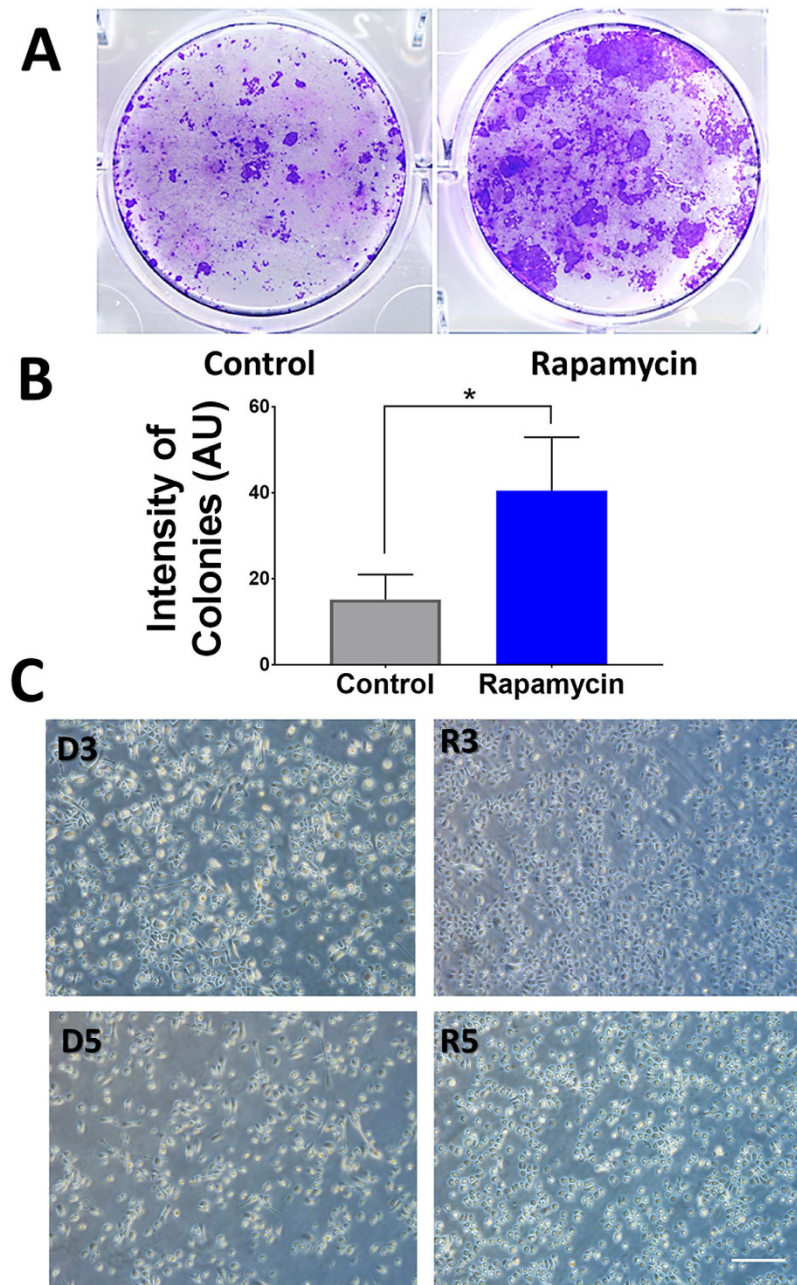 A
Control Rapamycin
B
Intensity of
Colonies (AU)
*
60
40
20
0
Control Rapamycin
C
D3 R3
D5 R5